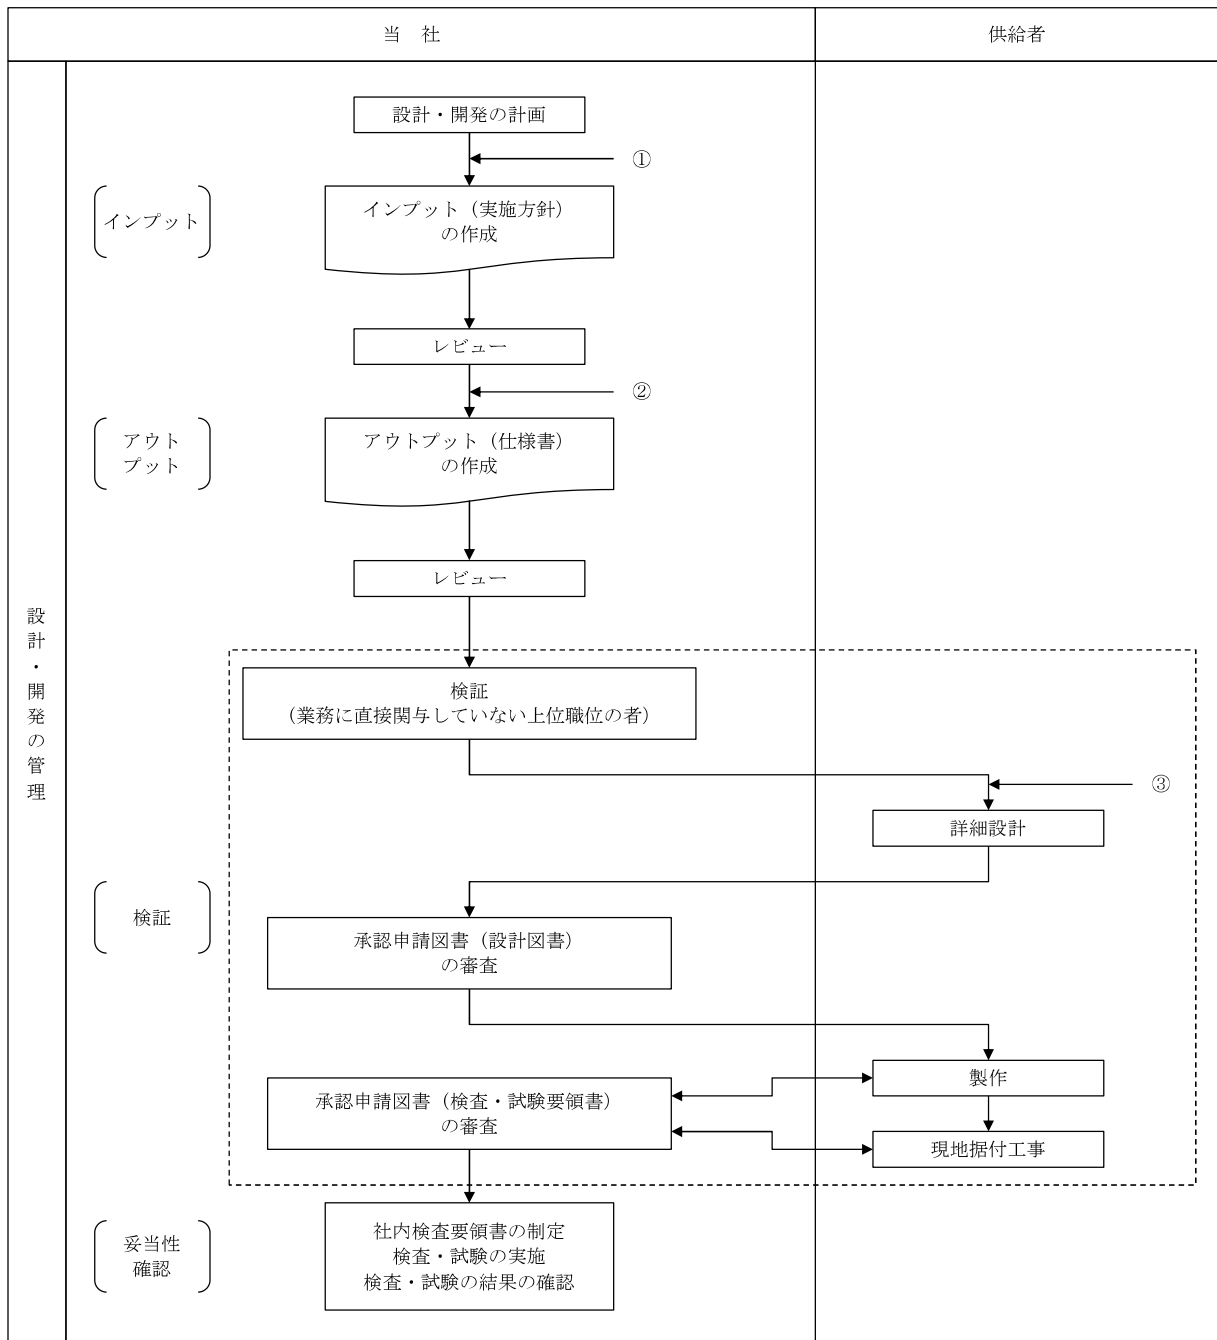 当　社
供給者
設計・開発の計画
①
インプット
インプット（実施方針）
の作成
レビュー
②
アウト
プット
アウトプット（仕様書）
の作成
レビュー
設計・開発の管理
検証
（業務に直接関与していない上位職位の者）
③
詳細設計
検証
承認申請図書（設計図書）
の審査
製作
承認申請図書（検査・試験要領書）
の審査
現地据付工事
妥当性
確認
社内検査要領書の制定
検査・試験の実施
検査・試験の結果の確認